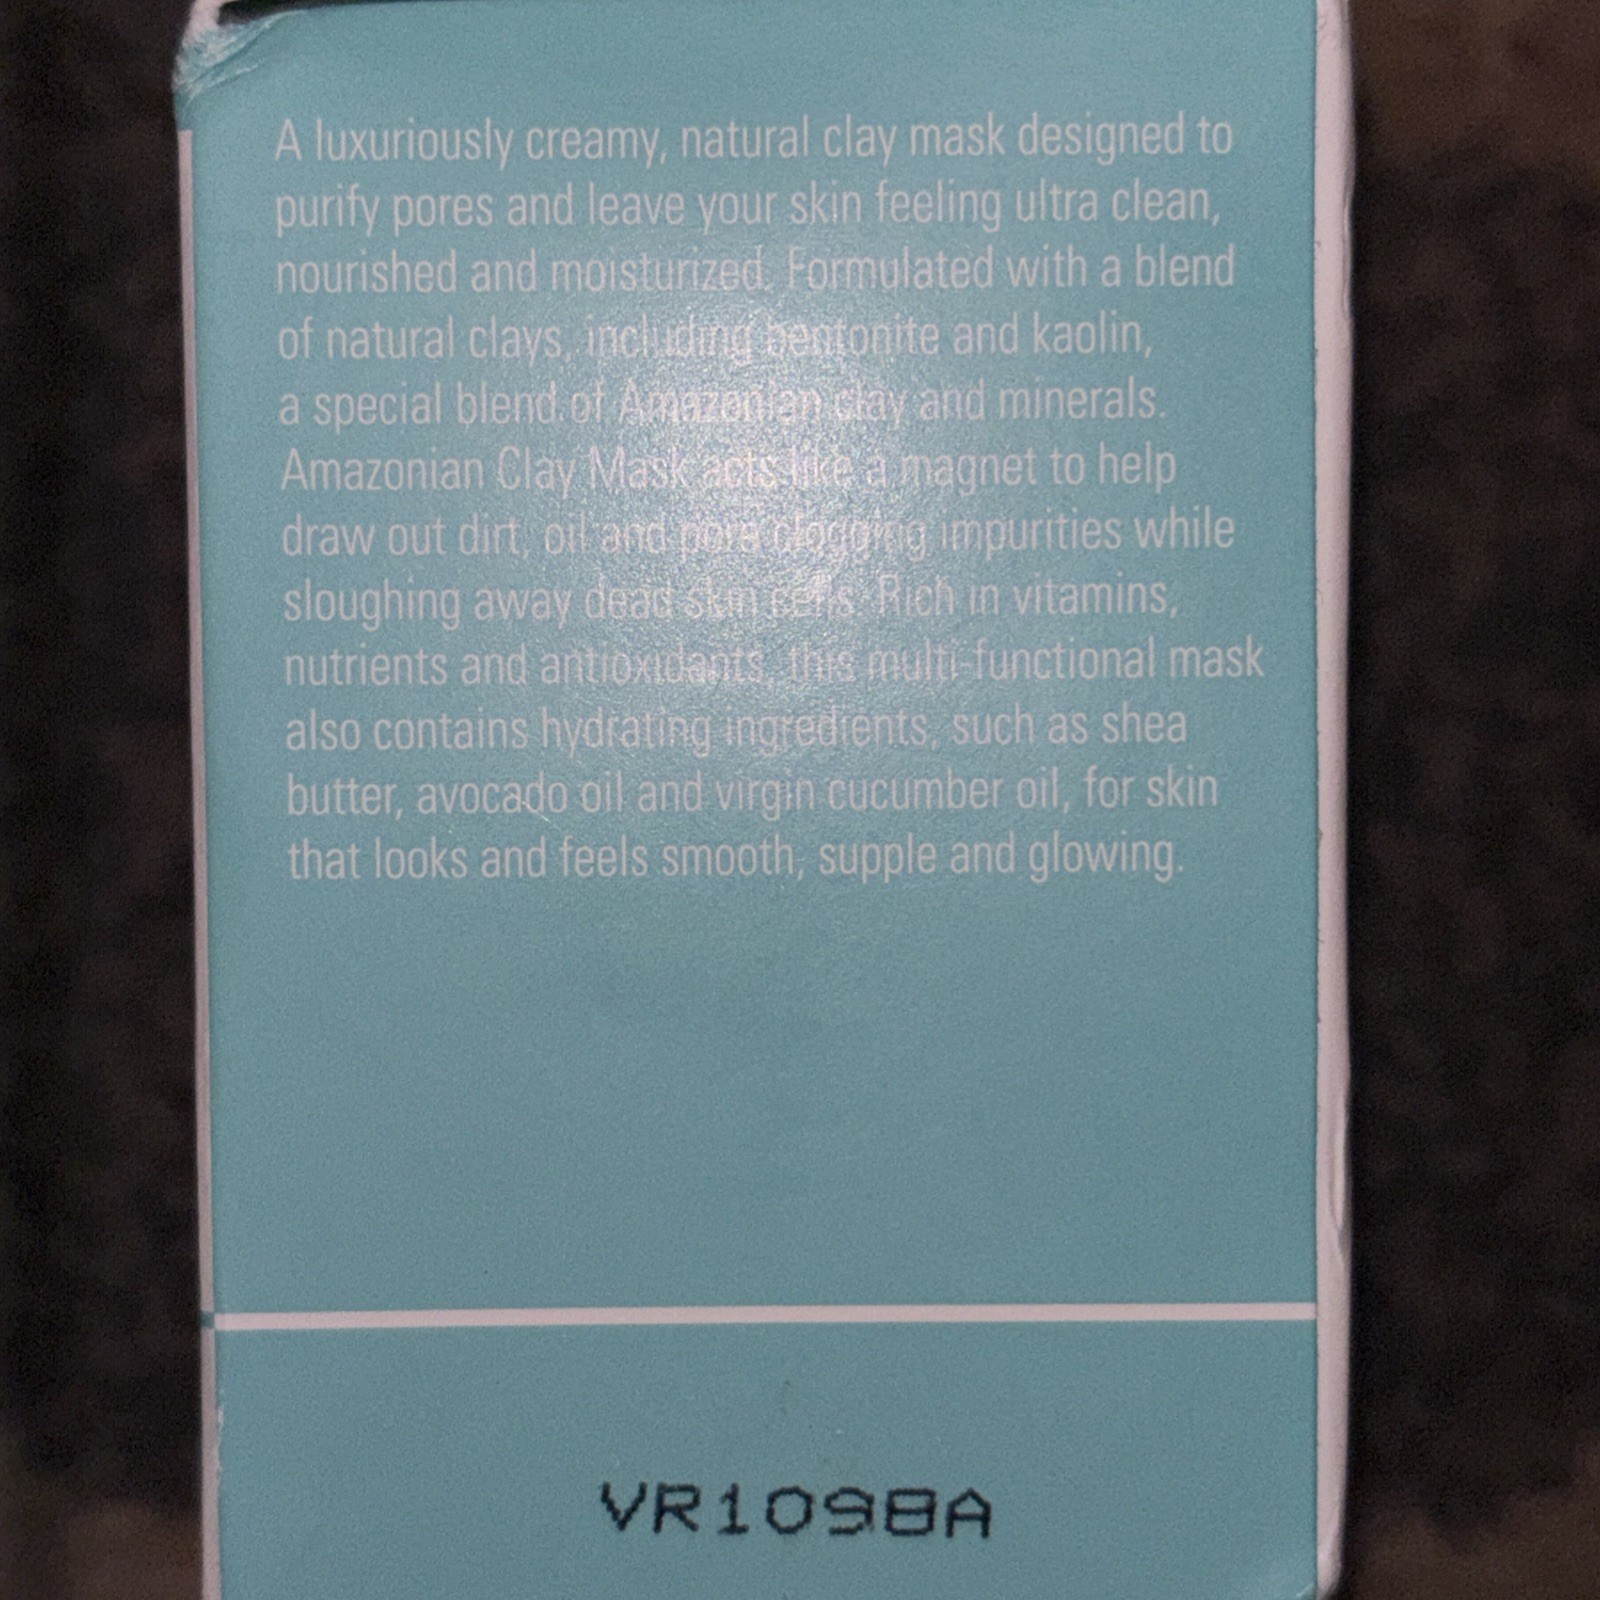 A luxuriously creamy, natural clay mask designed to
purify pores and leave your skin feeling ultra clean,
nourished and moisturized. Formulated with a blend
of natural clays, including bentonite and kaolin,
a special blend of Amazonian clay and minerals.
Amazonian Clay Mask acts like a magnet to help
draw out dirt, oil and pore clogging impurities while
sloughing away dead skin cells. Rich in vitamins,
nutrients and antioxidants, this multi-functional mask
also contains hydrating ingredients, such as shea
butter, avocado oil and virgin cucumber oil, for skin
that looks and feels smooth, supple and glowing.
VR1098A